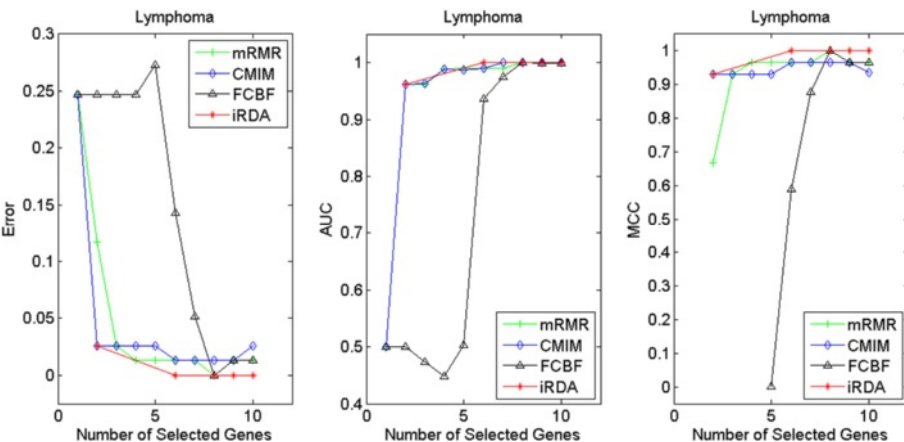 Lymphoma
0.3
0.25
0.2
0.15
0.1
0.05
0
0
5
10
Error
Number of Selected Genes
mRMR
CMIM
FCBF
iRDA
Lymphoma
1
0.9
0.8
0.7
0.6
0.5
0.4
0
5
10
AUC
Number of Selected Genes
mRMR
CMIM
FCBF
iRDA
Lymphoma
1
0.9
0.8
0.7
0.6
0.5
0.4
0.3
0.2
0.1
0
0
5
10
MCC
Number of Selected Genes
mRMR
CMIM
FCBF
iRDA